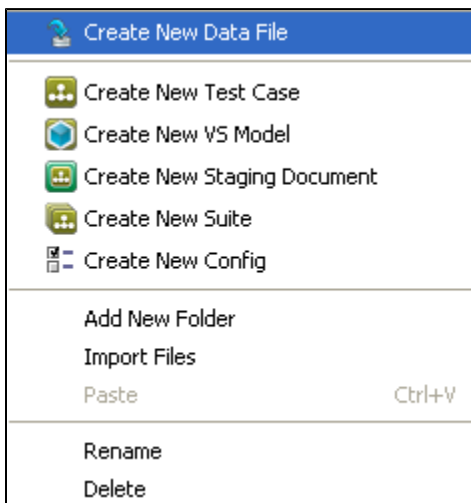 Create New Data File
Create New Test Case
Create New VS Model
Create New Staging Document
Create New Suite
Create New Config
Add New Folder
Import Files
Paste Ctrl+V
Rename
Delete